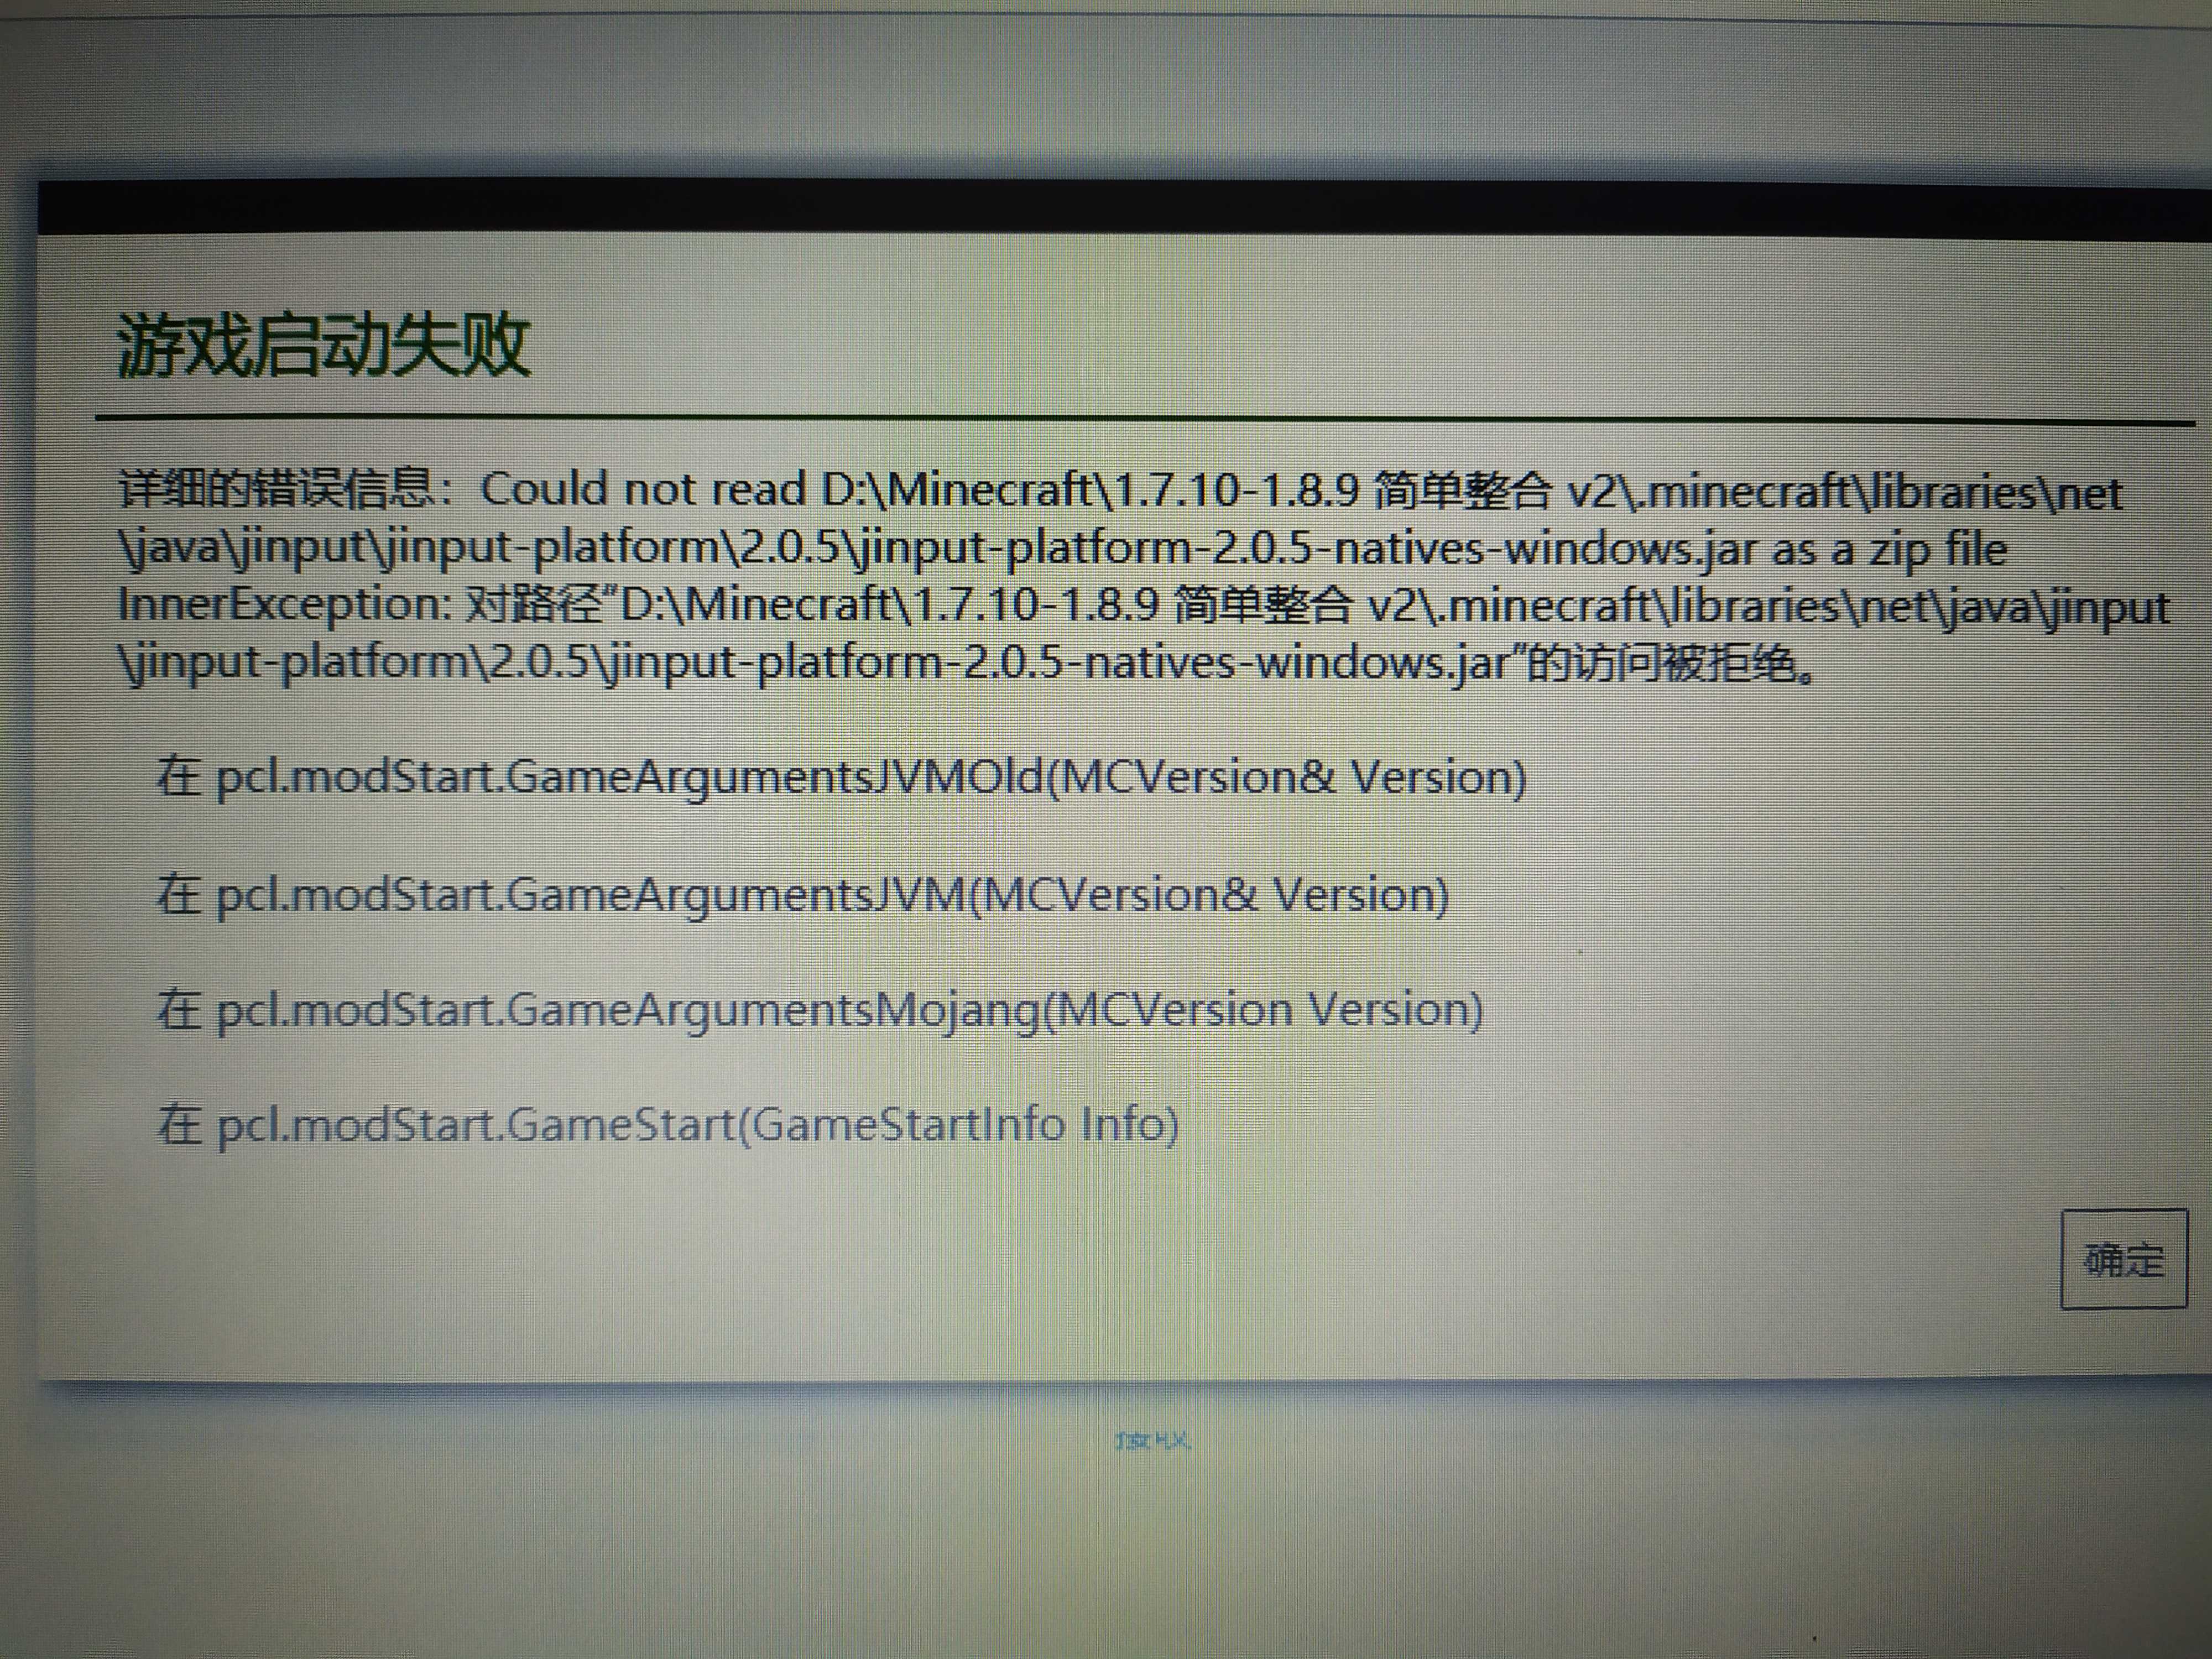 游戏启动失败
详细的错误信息：Could not read D:\Minecraft\1.7.10-1.8.9 简单整合 v2\.minecraft\libraries\net
\java\jinput\jinput-platform\2.0.5\jinput-platform-2.0.5-natives-windows.jar as a zip file
InnerException: 对路径"D:\Minecraft\1.7.10-1.8.9 简单整合 v2\.minecraft\libraries\net\java\jinput
\jinput-platform\2.0.5\jinput-platform-2.0.5-natives-windows.jar"的访问被拒绝。
在 pcl.modStart.GameArgumentsJVMOld(MCVersion& Version)
在 pcl.modStart.GameArgumentsJVM(MCVersion& Version)
在 pcl.modStart.GameArgumentsMojang(MCVersion Version)
在 pcl.modStart.GameStart(GameStartInfo Info)
确定